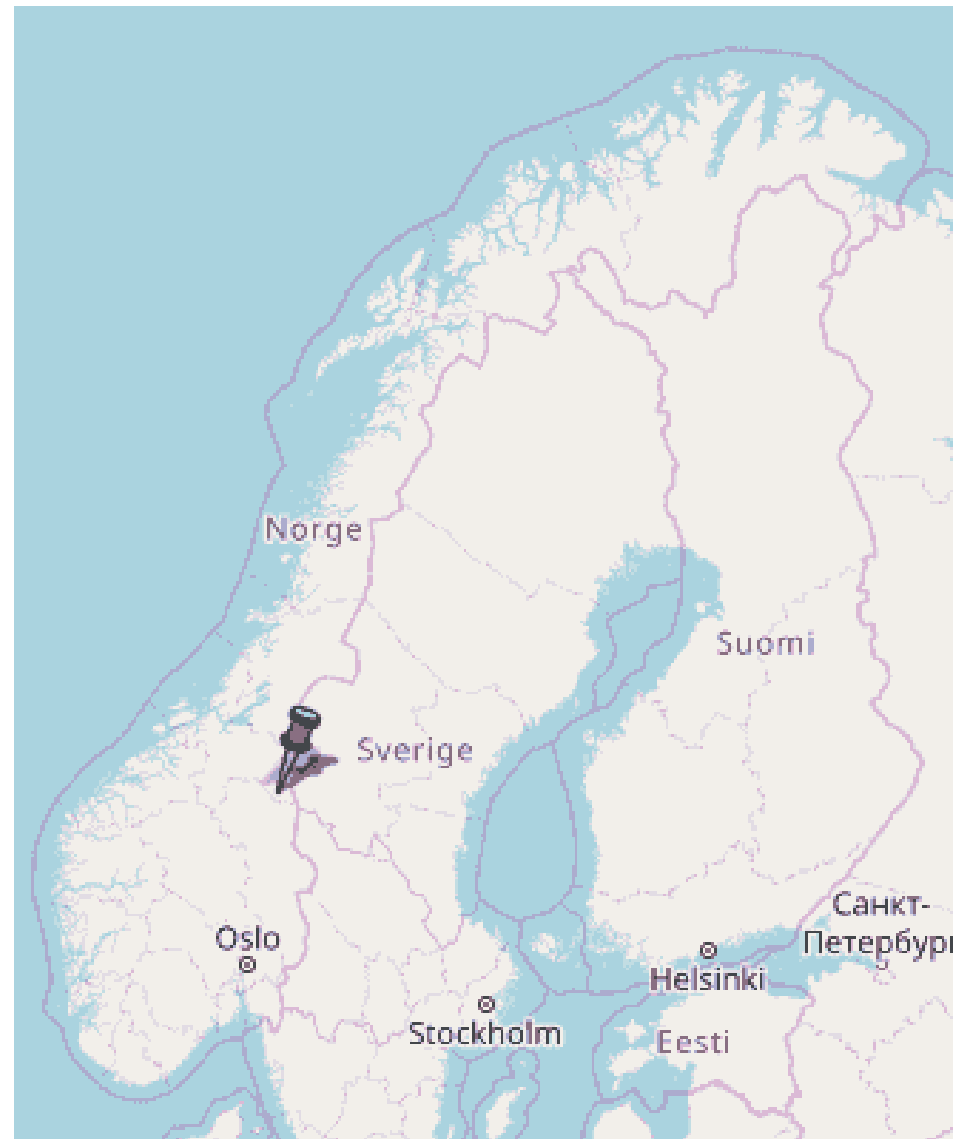 Norge
Suomi
Sverige
Санкт-
Петербург
Oslo
Helsinki
Stockholm
Eesti